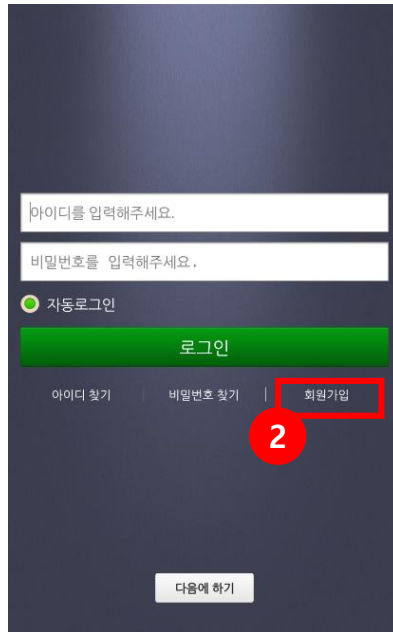 아이디를 입력해주세요.
비밀번호를 입력해주세요.
자동로그인
로그인
아이디 찾기 | 비밀번호 찾기 | 회원가입
2
다음에 하기